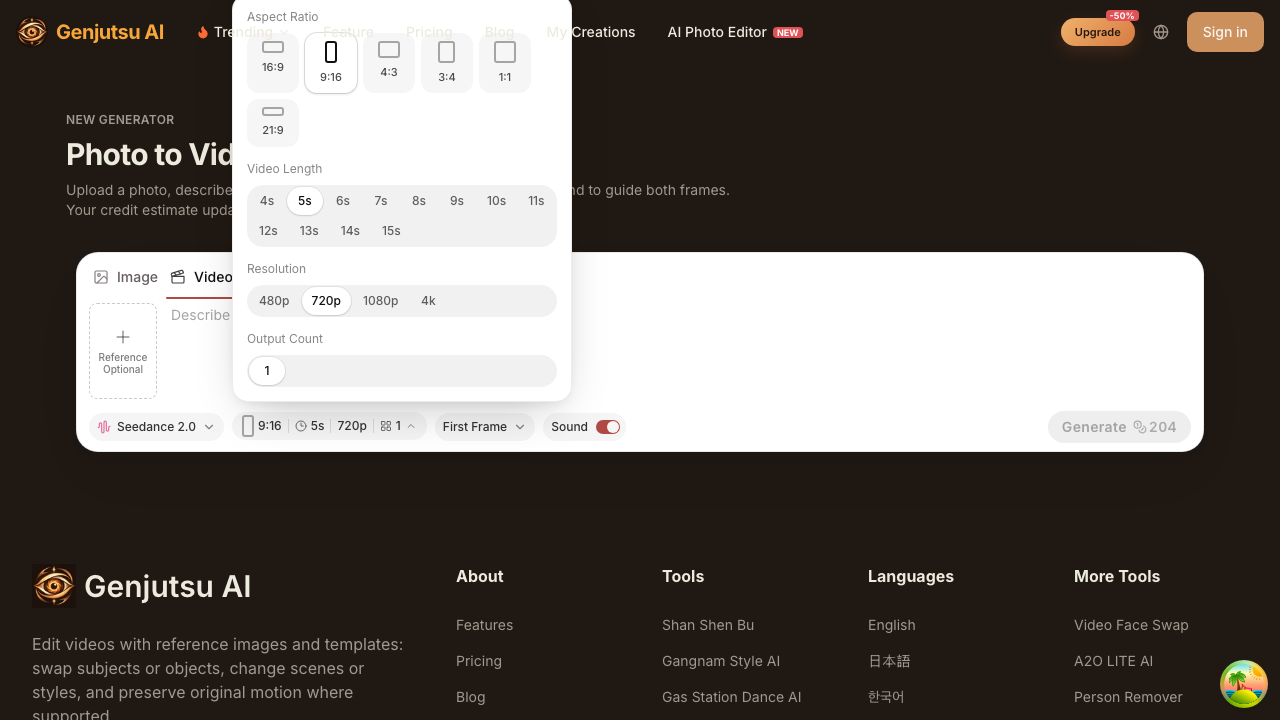 Genjutsu AI
Trending
Feature
Pricing
Blog
My Creations
AI Photo Editor
NEW
-50%
Upgrade
Sign in
Aspect Ratio
16:9
9:16
4:3
3:4
1:1
21:9
NEW GENERATOR
Photo to Vid
Upload a photo, describe
nd to guide both frames.
Your credit estimate upda
Video Length
4s
5s
6s
7s
8s
9s
10s
11s
12s
13s
14s
15s
Resolution
480p
720p
1080p
4k
Output Count
1
Image
Video
Describe
Reference
Optional
Seedance 2.0
9:16
5s
720p
1
First Frame
Sound
Generate
204
Genjutsu AI
Edit videos with reference images and templates:
swap subjects or objects, change scenes or
styles, and preserve original motion where
supported.
About
Features
Pricing
Blog
Tools
Shan Shen Bu
Gangnam Style AI
Gas Station Dance AI
Languages
English
日本語
한국어
More Tools
Video Face Swap
A2O LITE AI
Person Remover